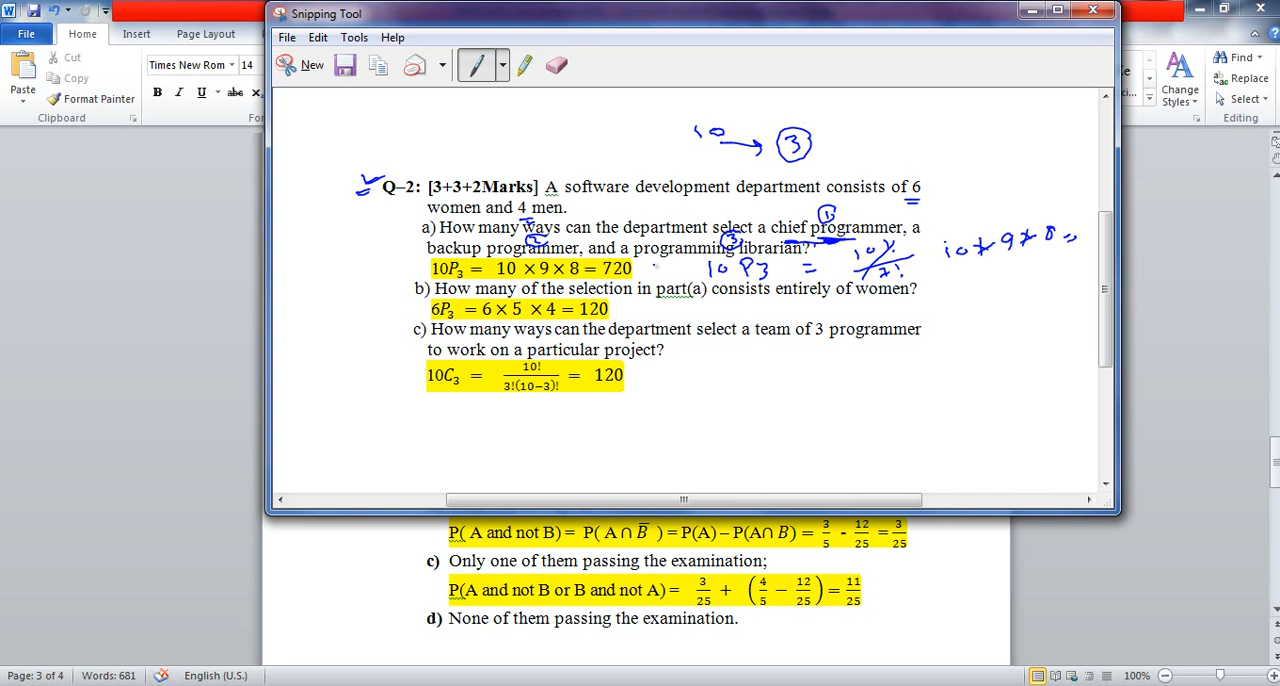 File Home Insert Page Layout
Snipping Tool
File Edit Tools Help
New
Cut
Copy
Format Painter
Paste
Clipboard
Times New Rom 14
B I U abc
Find
Replace
Select
Change Styles
Editing
10 → 3
Q–2: [3+3+2Marks] A software development department consists of 6
women and 4 men.
1
a) How many ways can the department select a chief programmer, a
2 3
backup programmer, and a programming librarian?
10P₃ = 10 × 9 × 8 = 720
10 P3 = 10!/7! 10 * 9 * 8 =
b) How many of the selection in part(a) consists entirely of women?
6P₃ = 6 × 5 × 4 = 120
c) How many ways can the department select a team of 3 programmer
to work on a particular project?
10C₃ = 10!/3!(10−3)! = 120
P( A and not B) = P( A ∩ B̅ ) = P(A) – P(A∩ B) = 3/5 - 12/25 = 3/25
c) Only one of them passing the examination;
P(A and not B or B and not A) = 3/25 + (4/5 − 12/25) = 11/25
d) None of them passing the examination.
Page: 3 of 4 Words: 681 English (U.S.) 100%